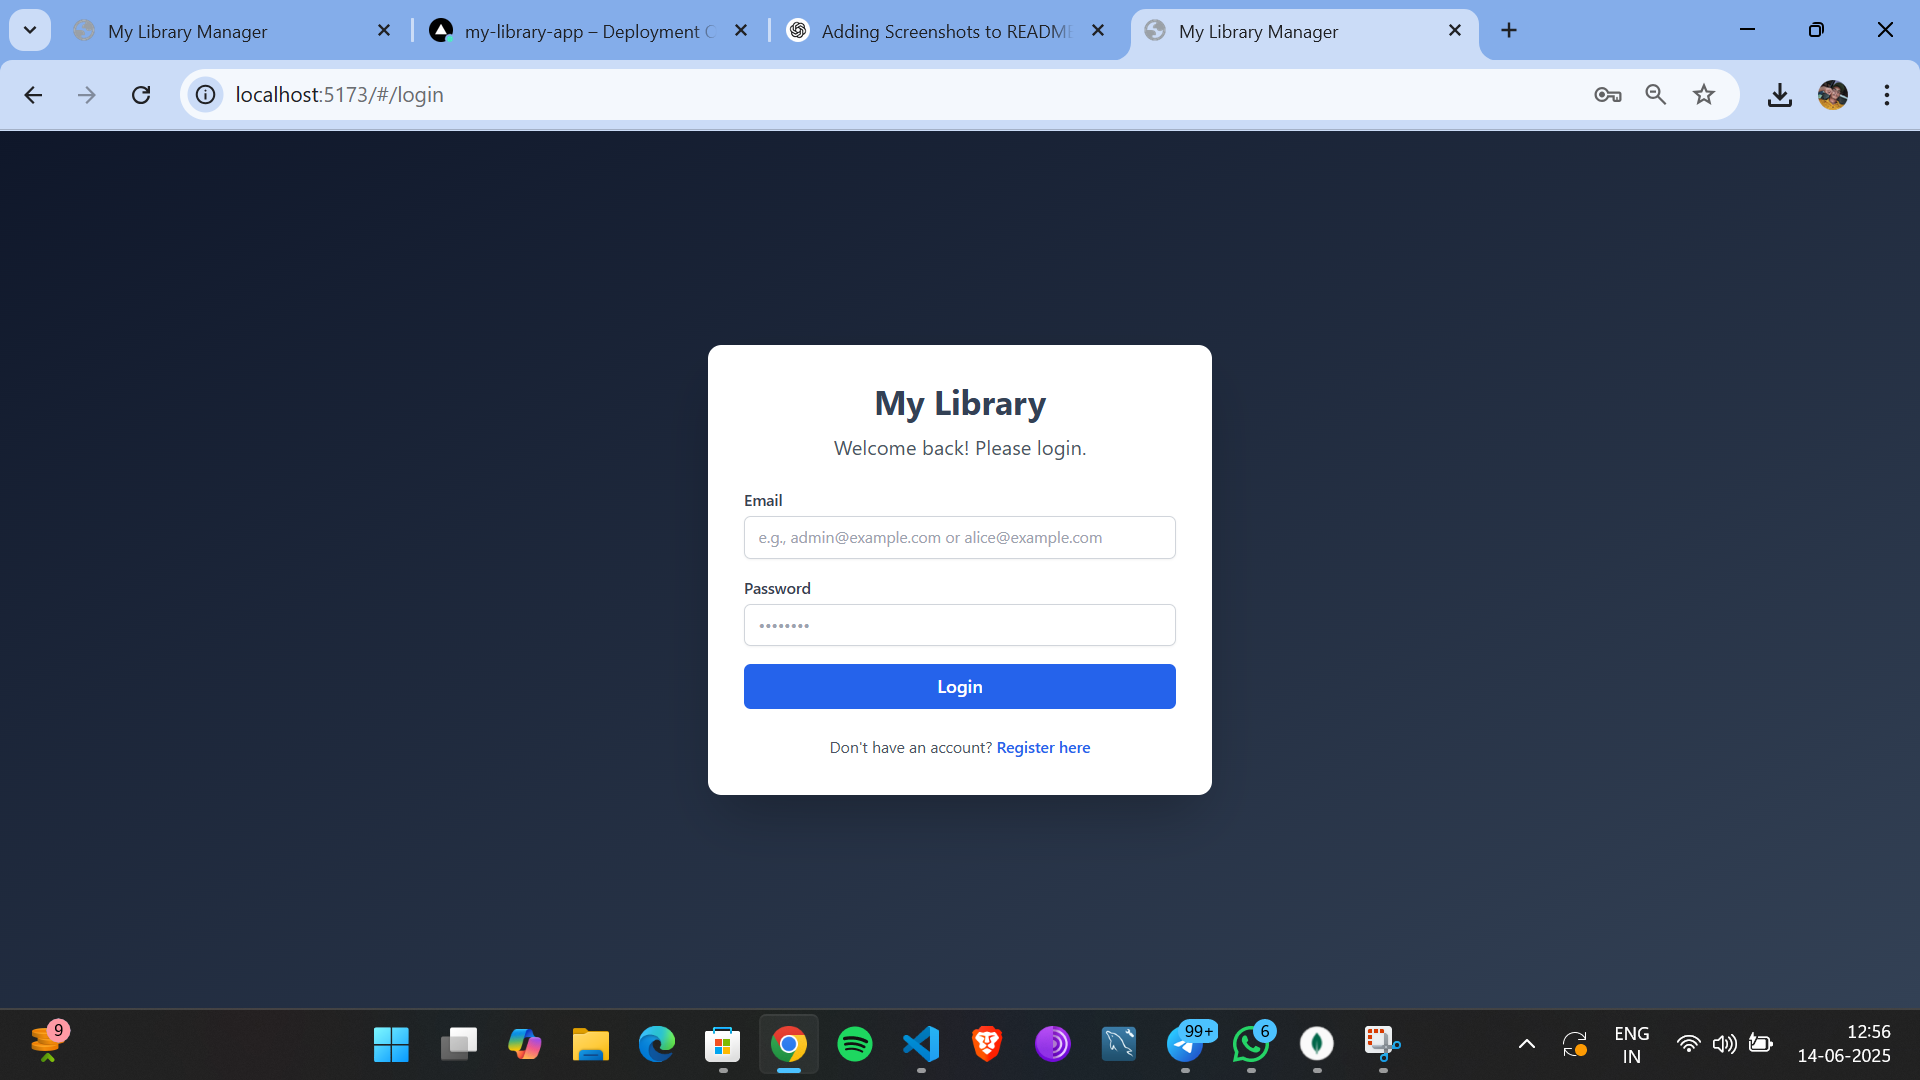 My Library Manager
my-library-app – Deployment
Adding Screenshots to README
My Library Manager
localhost:5173/#/login
My Library
Welcome back! Please login.
Email
e.g., admin@example.com or alice@example.com
Password
Login
Don't have an account? Register here
9
99+
6
ENG
IN
12:56
14-06-2025